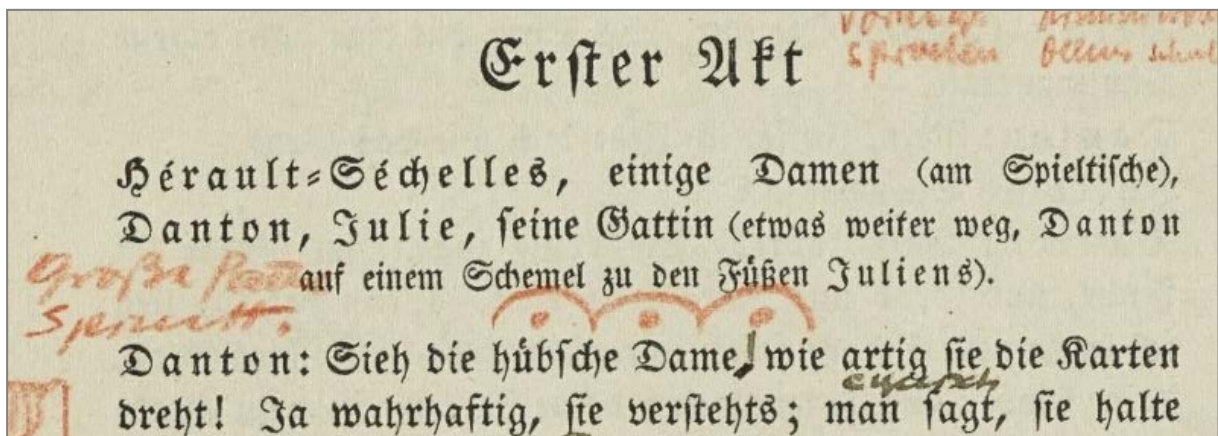 Erster Akt
Hérault-Séchelles, einige Damen (am Spieltische),
Danton, Julie, seine Gattin (etwas weiter weg, Danton
auf einem Schemel zu den Füßen Juliens).
Große
Spinett.
Danton: Sieh die hübsche Dame! wie artig sie die Karten
dreht! Ja wahrhaftig, sie verstehts; man sagt, sie halte